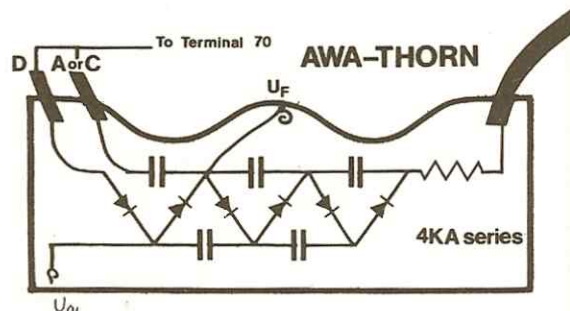 To Terminal 70
D A or C
AWA-THORN
UF
4KA series
U~